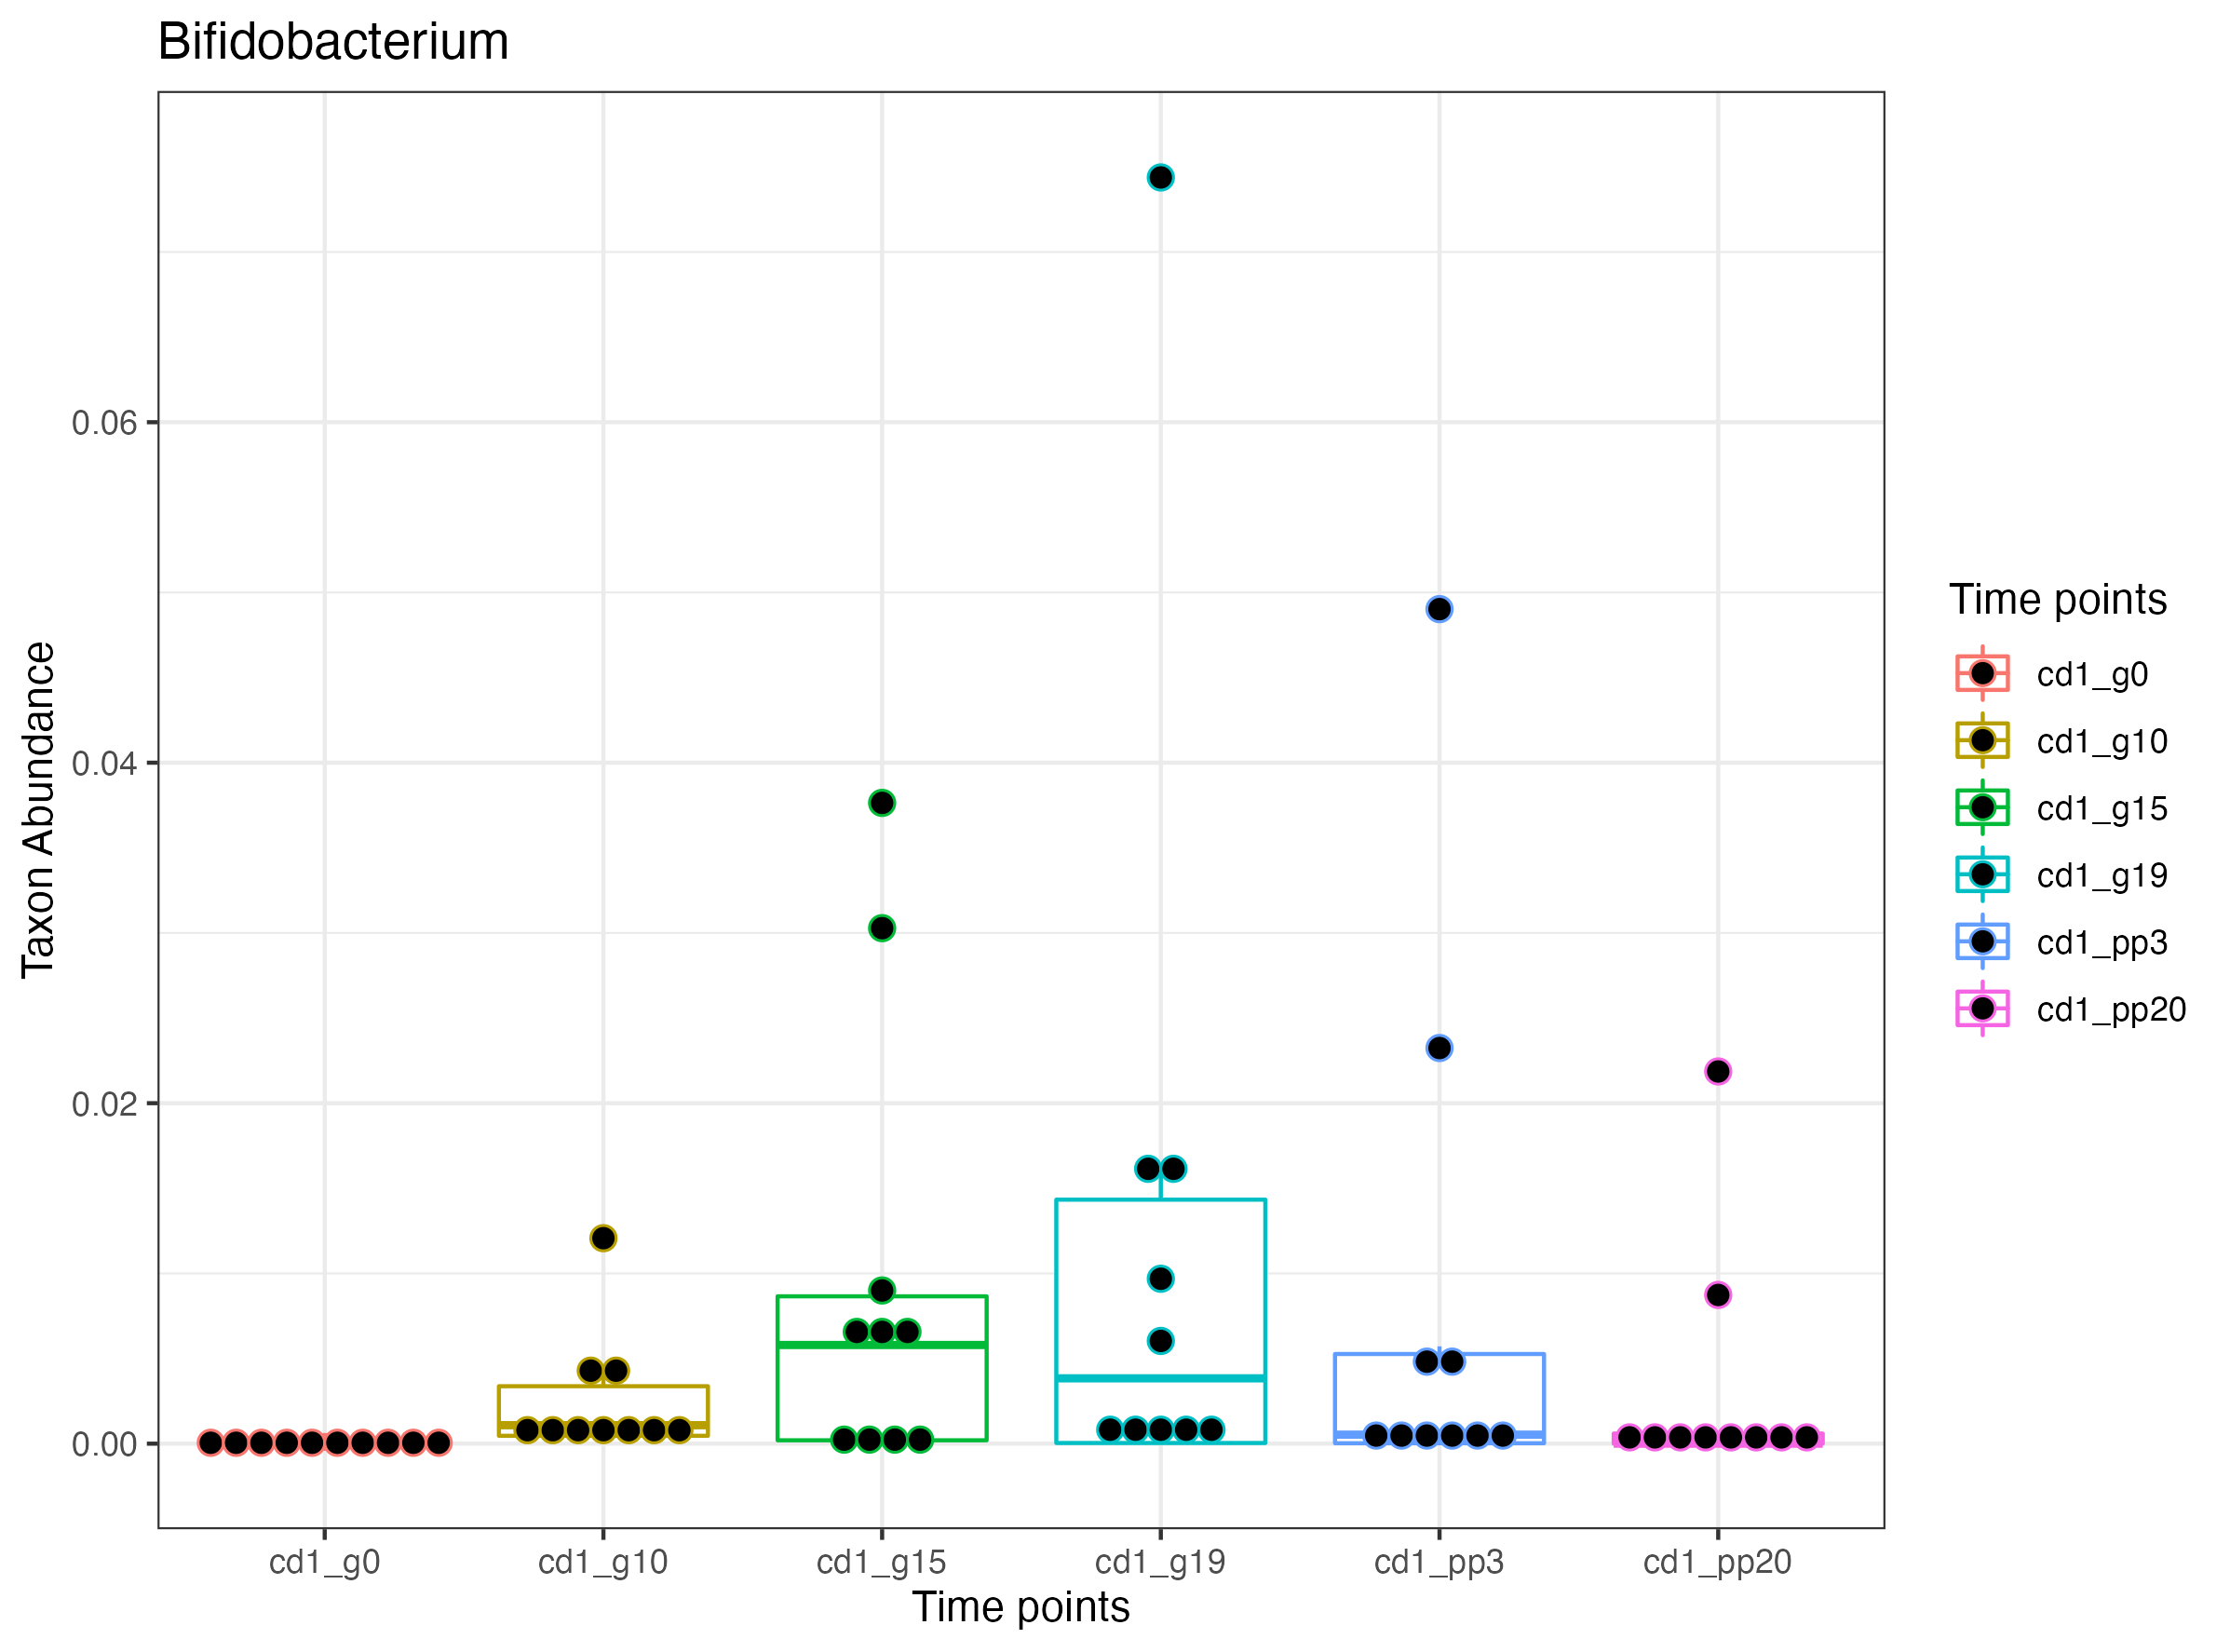 Bifidobacterium
Taxon Abundance
0.06
0.04
0.02
0.00
cd1_g0 cd1_g10 cd1_g15 cd1_g19 cd1_pp3 cd1_pp20
Time points
Time points
cd1_g0
cd1_g10
cd1_g15
cd1_g19
cd1_pp3
cd1_pp20